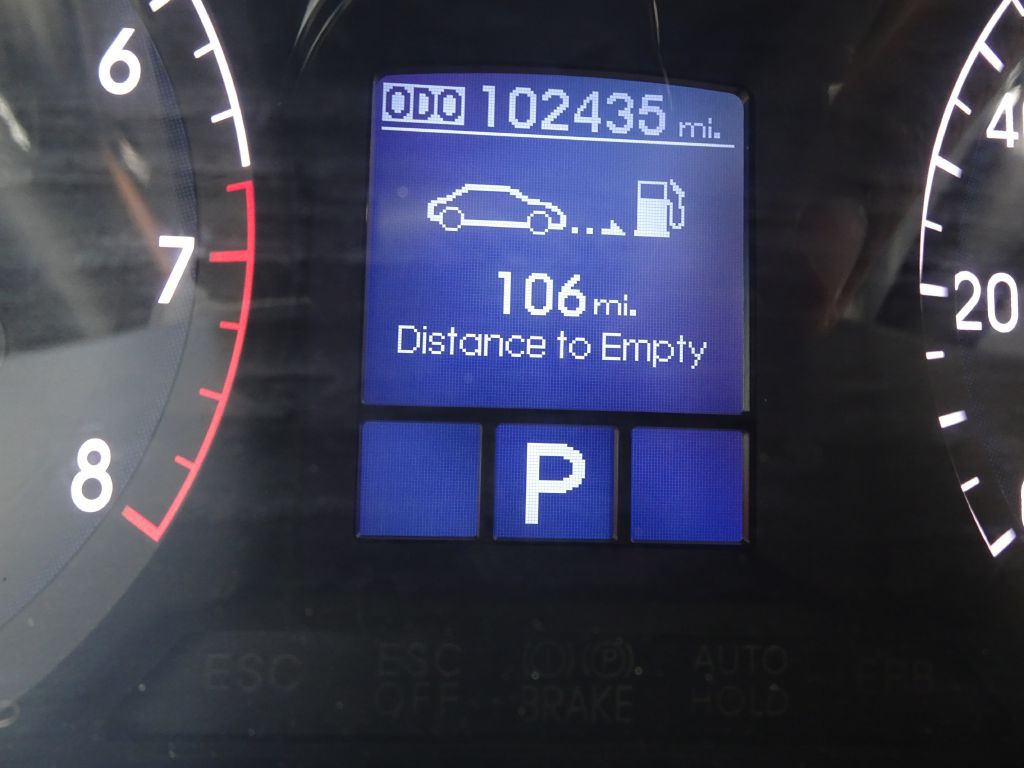 6
7
8
ODO 102435 mi.
106 mi.
Distance to Empty
P
20
ESC
ESC
OFF
BRAKE
AUTO
HOLD